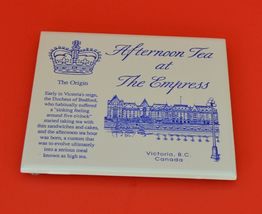 Afternoon Tea
at
The Empress
The Origin
Early in Victoria's reign,
the Duchess of Bedford,
who habitually suffered
a "sinking feeling
around five o'clock"
started taking tea with
thin sandwiches and cakes,
and the afternoon tea hour
was born, a custom that
was to evolve ultimately
into a serious meal
known as high tea.
Victoria, B.C.
Canada